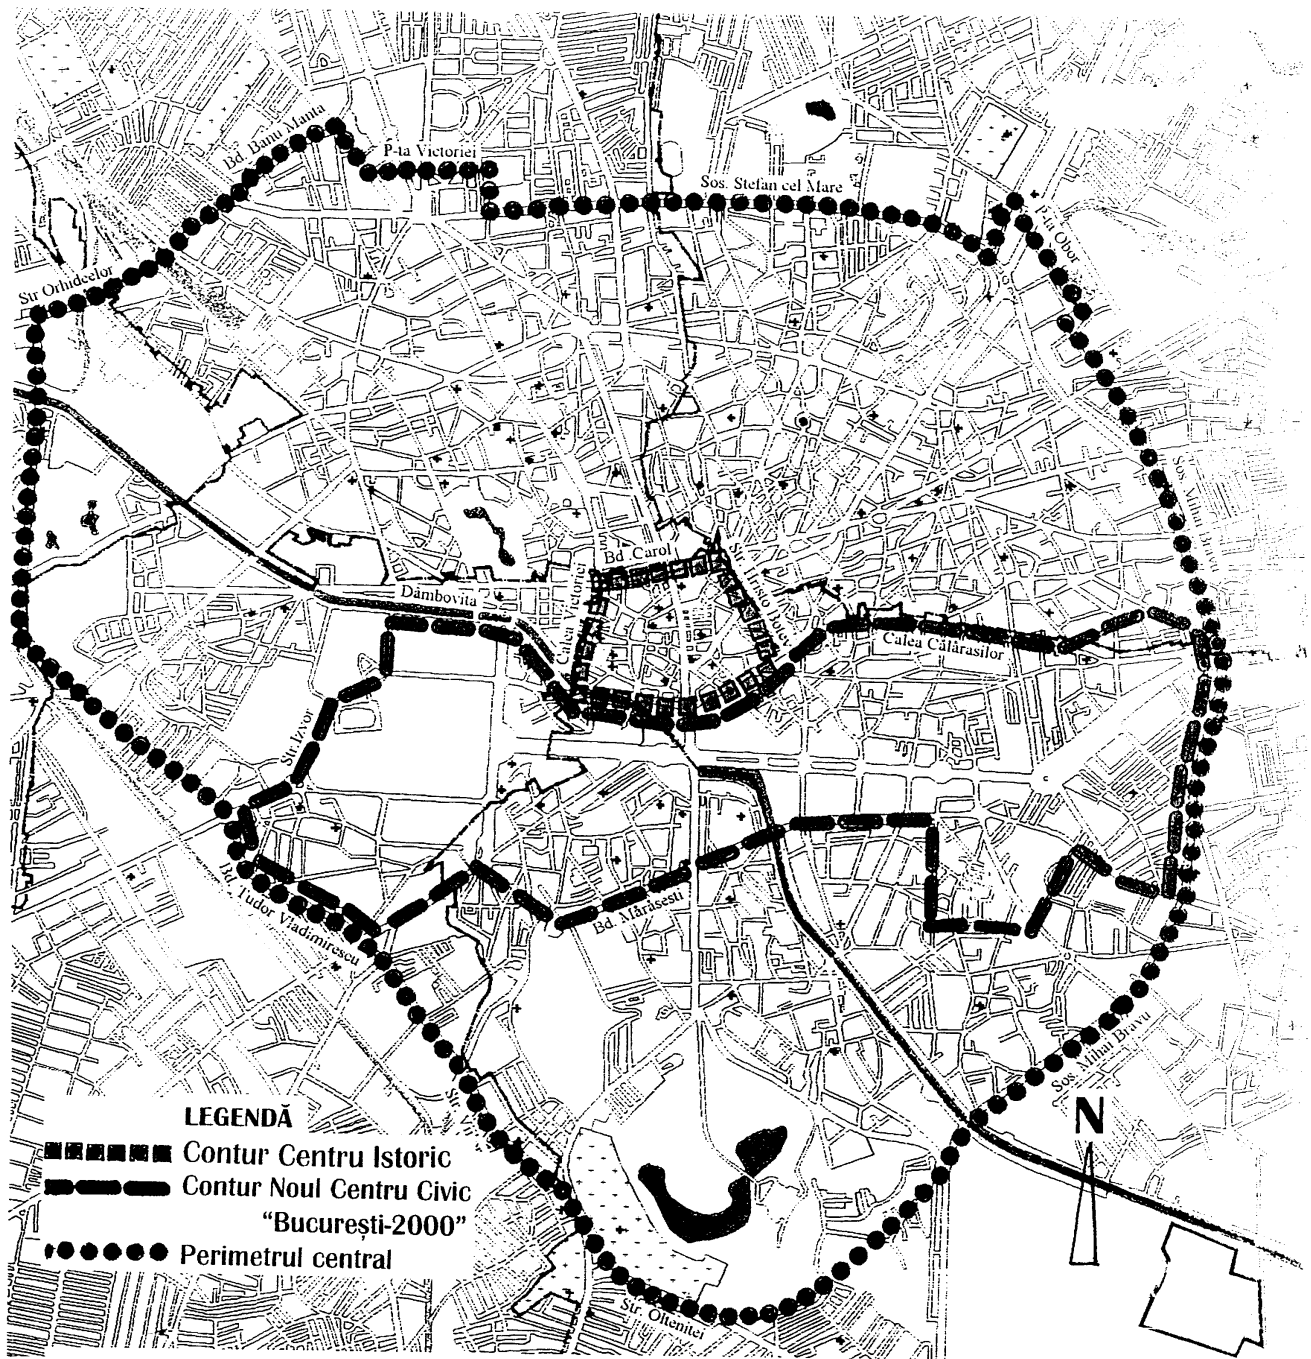 Bd. Banu Manta
P-ta Victoriei
Sos. Stefan cel Mare
P-ta Obor
Str Orhideelor
Bd. Carol
Calea Victoriei
Dâmbovita
Calea Călărasilor
Str Izvor
Bd. Mărăsesti
Bd. Tudor Vladimirescu
Sos. Mihai Bravu
N
Str. Oltenitei
LEGENDĂ
Contur Centru Istoric
Contur Noul Centru Civic
“București-2000”
Perimetrul central